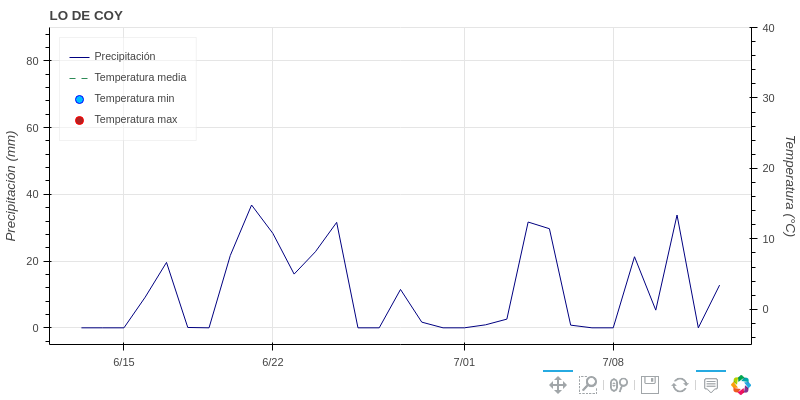 LO DE COY
Precipitación
Temperatura media
Temperatura min
Temperatura max
Precipitación (mm)
80
60
40
20
0
Temperatura (°C)
40
30
20
10
0
6/15
6/22
7/01
7/08